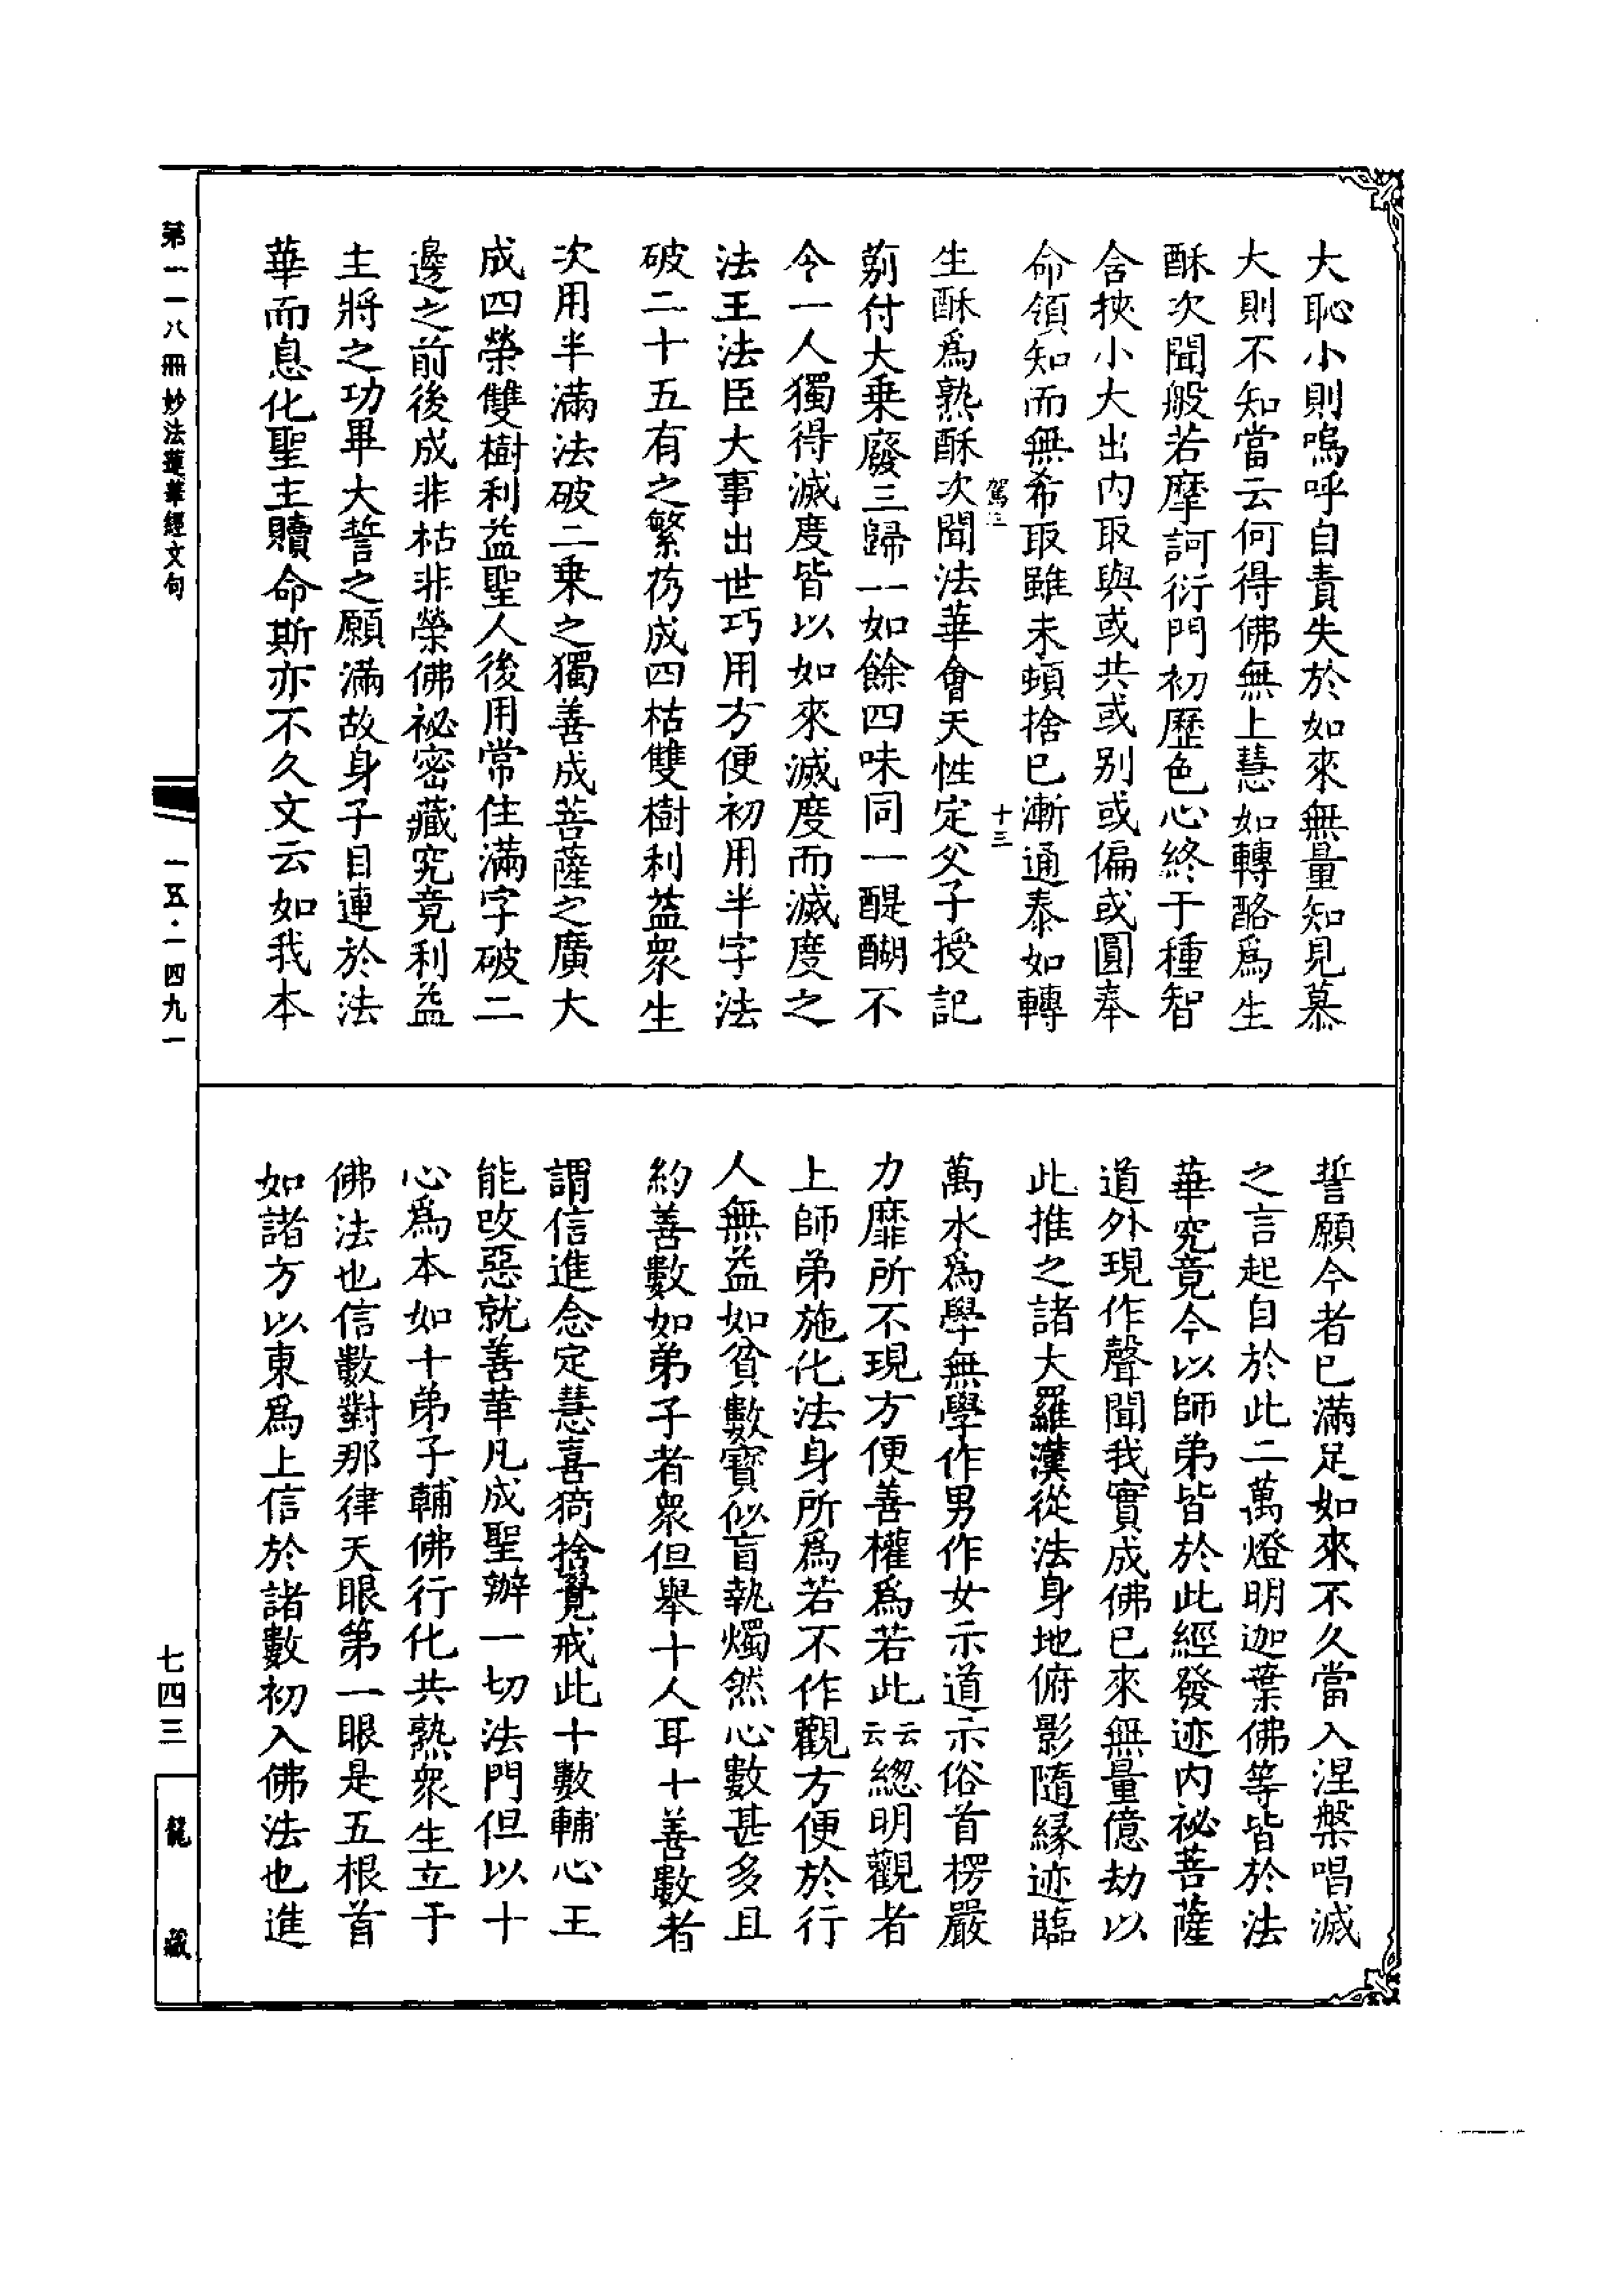 大恥小則嗚呼自責失於如來無量知見慕
大則不知當云何得佛無上慧如轉酪爲生
酥次聞般若摩訶衍門初歷色心終于種智
含挾小大出內取與或共或別或偏或圓奉
命領知而無希取雖未頓捨已漸通泰如轉
駕三
十三
生酥爲熟酥次聞法華會天性定父子授記
莂付大乗廢三歸一如餘四味同一醍醐不
令一人獨得滅度皆以如來滅度而滅度之
法王法臣大事出世巧用方便初用半字法
破二十五有之繁芿成四枯雙樹利益衆生
次用半滿法破二乗之獨善成菩薩之廣大
成四榮雙樹利益聖人後用常住滿字破二
邊之前後成非枯非榮佛祕密藏究竟利益
主將之功畢大誓之願滿故身子目連於法
華而息化聖主贖命斯亦不久文云如我本
誓願今者已滿足如來不久當入涅槃唱滅
之言起自於此二萬燈明迦葉佛等皆於法
華究竟今以師弟皆於此經發迹內祕菩薩
道外現作聲聞我實成佛已來無量億劫以
此推之諸大羅漢從法身地俯影隨緣迹臨
萬水爲學無學作男作女示道示俗首楞嚴
力靡所不現方便善權爲若此云云緫明觀者
上師弟施化法身所爲若不作觀方便於行
人無益如貧數寶似盲執燭然心數甚多且
約善數如弟子者衆但舉十人耳十善數者
謂信進念定慧喜猗捨覺戒此十數輔心王
能改惡就善革凡成聖辦一切法門但以十
心爲本如十弟子輔佛行化共熟衆生立于
佛法也信數對那律天眼第一眼是五根首
如諸方以東爲上信於諸數初入佛法也進
第一一八冊 妙法蓮華經文句
一五·一四九一
七四三
龍藏